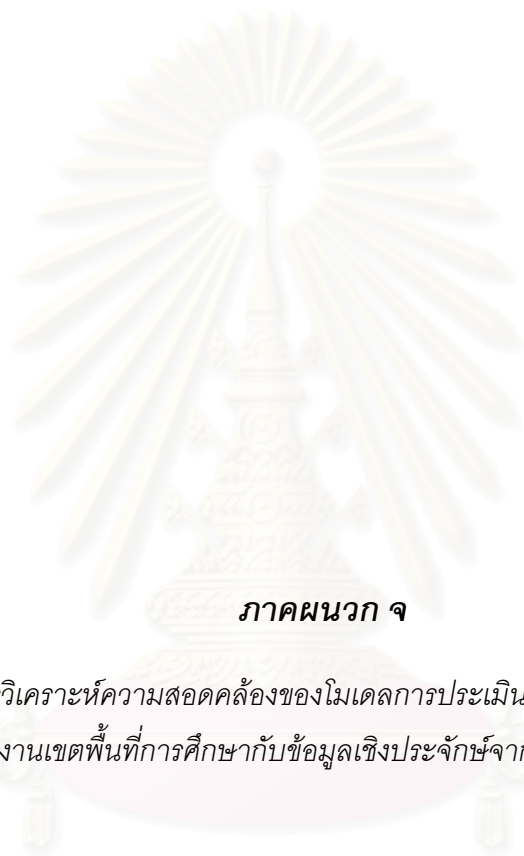 ภาคผนวก จ
วิเคราะห์ความสอดคล้องของโมเดลการประเมิน
งานเขตพื้นที่การศึกษากับข้อมูลเชิงประจักษ์จาก